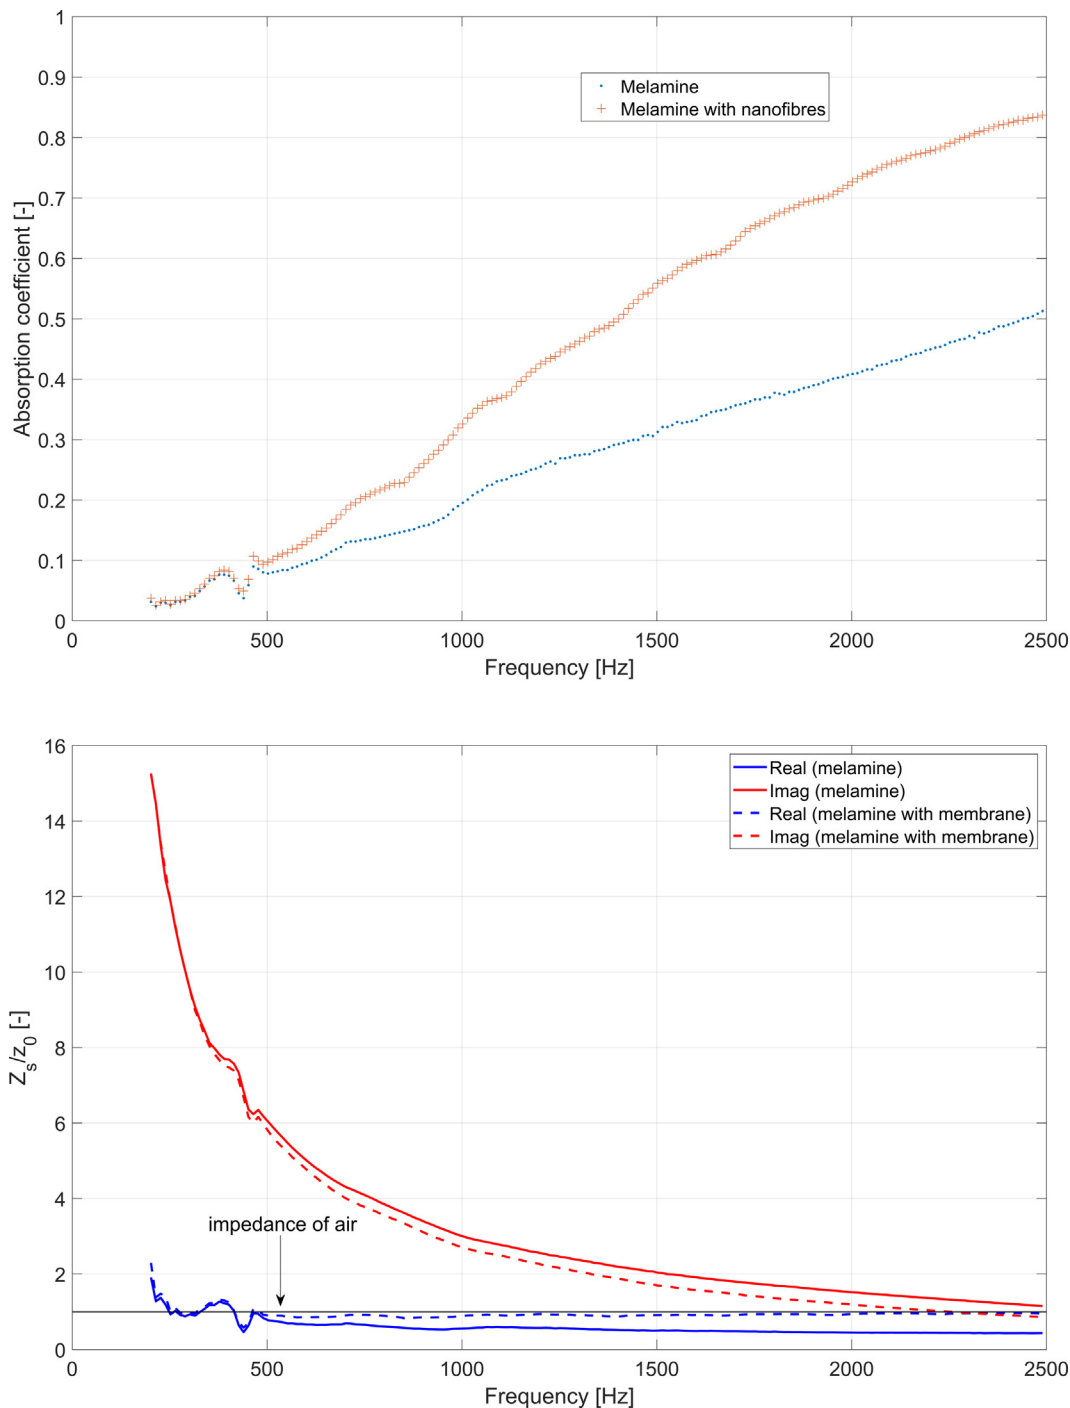 1
0.9
0.8
0.7
0.6
0.5
0.4
0.3
0.2
0.1
0
Absorption coefficient [-]
Melamine
Melamine with nanofibres
0 500 1000 1500 2000 2500
Frequency [Hz]
16
14
12
10
8
6
4
2
0
Zs/z0 [-]
Real (melamine)
Imag (melamine)
Real (melamine with membrane)
Imag (melamine with membrane)
impedance of air
0 500 1000 1500 2000 2500
Frequency [Hz]